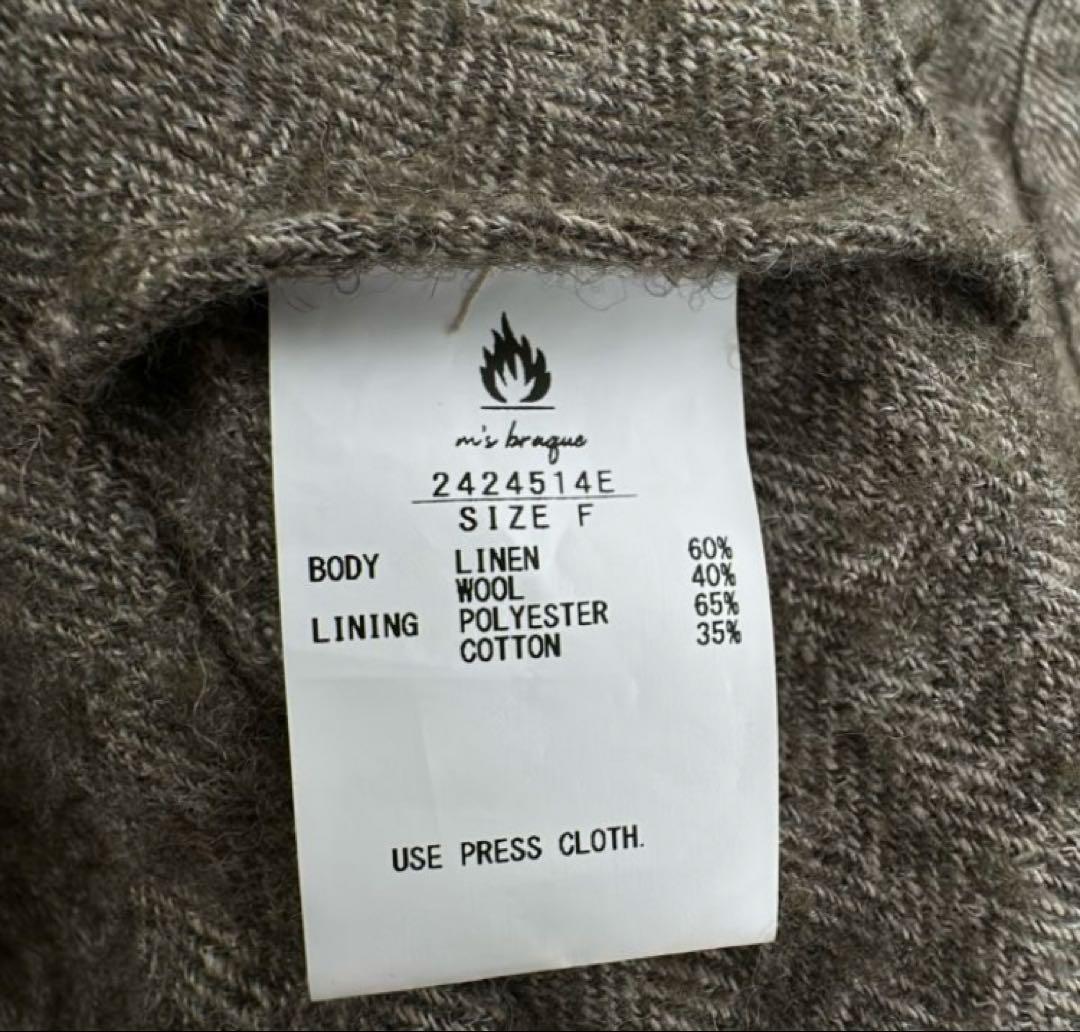 m's braque
2424514E
SIZE F
BODY LINEN 60%
WOOL 40%
LINING POLYESTER 65%
COTTON 35%
USE PRESS CLOTH.